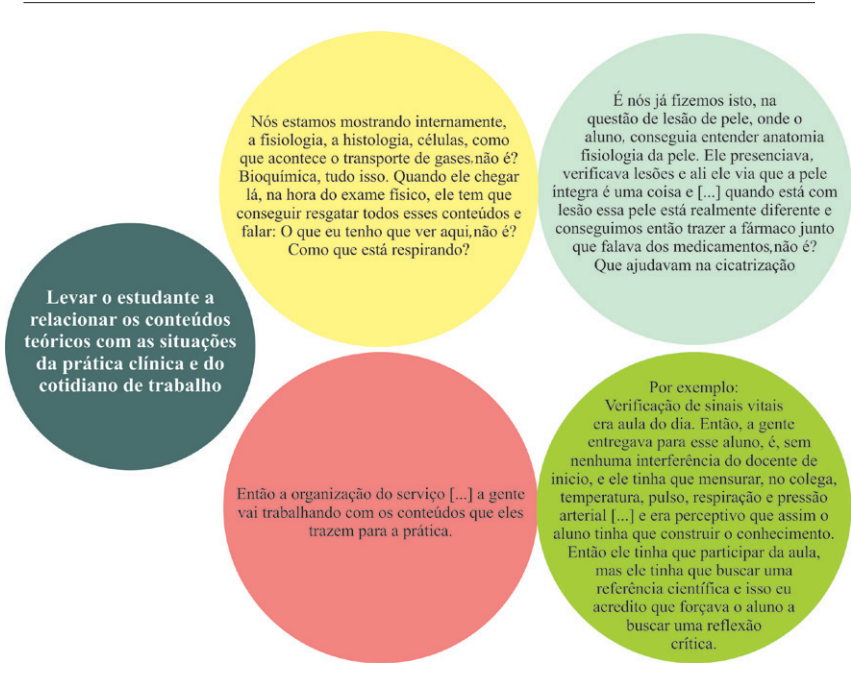 Levar o estudante a
relacionar os conteúdos
teóricos com as situações
da prática clínica e do
cotidiano de trabalho
Nós estamos mostrando internamente,
a fisiologia, a histologia, células, como
que acontece o transporte de gases,não é?
Bioquímica, tudo isso. Quando ele chegar
lá, na hora do exame físico, ele tem que
conseguir resgatar todos esses conteúdos e
falar: O que eu tenho que ver aqui,não é?
Como que está respirando?
É nós já fizemos isto, na
questão de lesão de pele, onde o
aluno, conseguia entender anatomia
fisiologia da pele. Ele presenciava,
verificava lesões e ali ele via que a pele
íntegra é uma coisa e [...] quando está com
lesão essa pele está realmente diferente e
conseguimos então trazer a fármaco junto
que falava dos medicamentos,não é?
Que ajudavam na cicatrização
Então a organização do serviço [...] a gente
vai trabalhando com os conteúdos que eles
trazem para a prática.
Por exemplo:
Verificação de sinais vitais
era aula do dia. Então, a gente
entregava para esse aluno, é, sem
nenhuma interferência do docente de
inicio, e ele tinha que mensurar, no colega,
temperatura, pulso, respiração e pressão
arterial [...] e era perceptivo que assim o
aluno tinha que construir o conhecimento.
Então ele tinha que participar da aula,
mas ele tinha que buscar uma
referência científica e isso eu
acredito que forçava o aluno a
buscar uma reflexão
crítica.